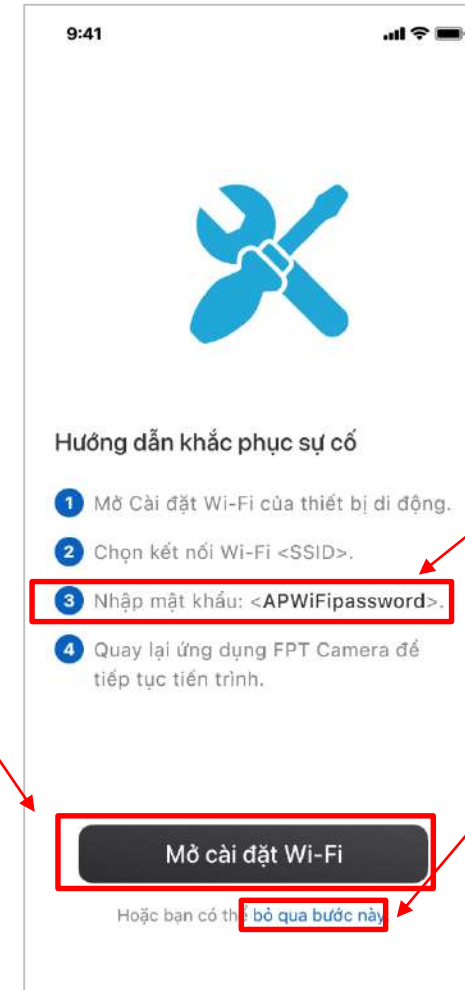 9:41
Hướng dẫn khắc phục sự cố
1 Mở Cài đặt Wi-Fi của thiết bị di động.
2 Chọn kết nối Wi-Fi <SSID>.
3 Nhập mật khẩu: <APWiFipassword>.
4 Quay lại ứng dụng FPT Camera để
tiếp tục tiến trình.
Mở cài đặt Wi-Fi
Hoặc bạn có thể bỏ qua bước này